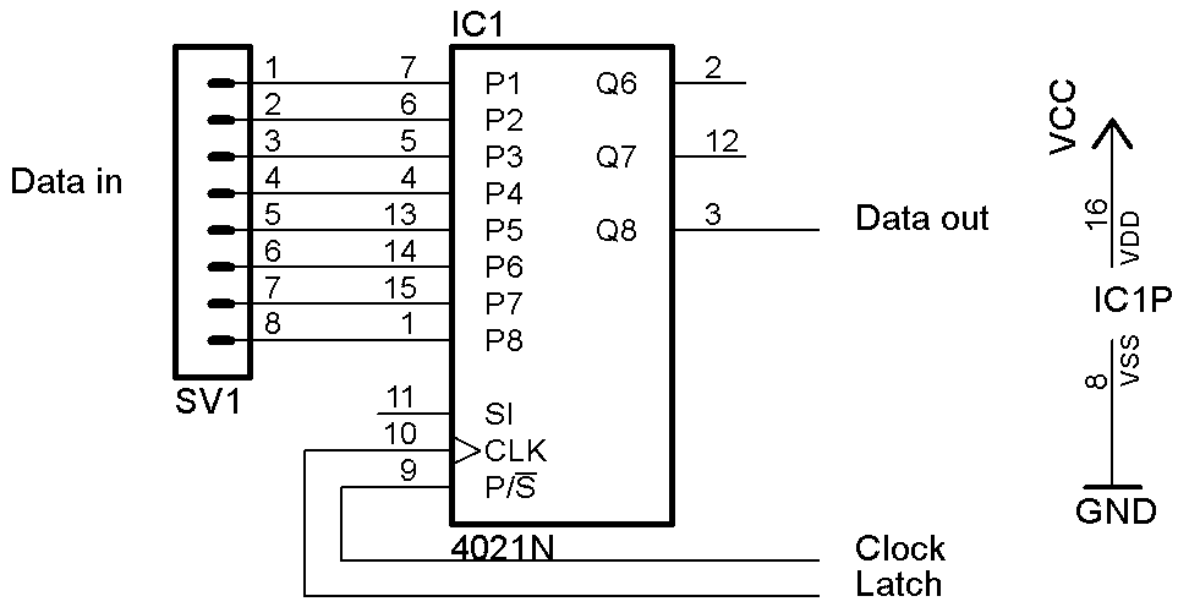 IC1
1 7 P1 Q6 2
2 6 P2
3 5 P3 Q7 12
4 4 P4
5 13 P5 Q8 3
6 14 P6
7 15 P7
8 1 P8
11 SI
10 CLK
9 P/S̅
4021N
Data in
SV1
Data out
Clock
Latch
VCC
16
VDD
IC1P
8
VSS
GND